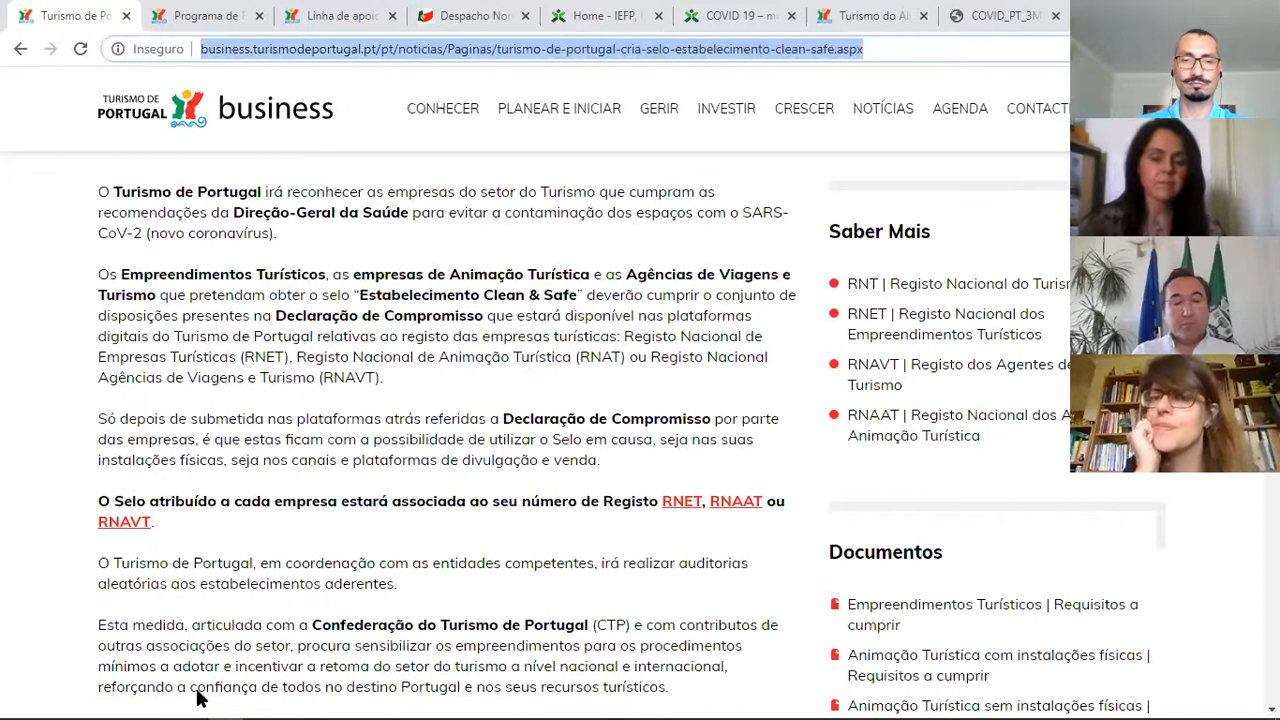 Turismo de Po
Programa de F
Linha de apoio
Despacho Nor
Home - IEFP, I
COVID 19 – m
Turismo do Al
COVID_PT_3M
Inseguro
business.turismodeportugal.pt/pt/noticias/Paginas/turismo-de-portugal-cria-selo-estabelecimento-clean-safe.aspx
TURISMO DE
PORTUGAL
business
CONHECER
PLANEAR E INICIAR
GERIR
INVESTIR
CRESCER
NOTÍCIAS
AGENDA
CONTACT
O Turismo de Portugal irá reconhecer as empresas do setor do Turismo que cumpram as
recomendações da Direção-Geral da Saúde para evitar a contaminação dos espaços com o SARS-
CoV-2 (novo coronavírus).
Os Empreendimentos Turísticos, as empresas de Animação Turística e as Agências de Viagens e
Turismo que pretendam obter o selo “Estabelecimento Clean & Safe” deverão cumprir o conjunto de
disposições presentes na Declaração de Compromisso que estará disponível nas plataformas
digitais do Turismo de Portugal relativas ao registo das empresas turísticas: Registo Nacional de
Empresas Turísticas (RNET), Registo Nacional de Animação Turística (RNAT) ou Registo Nacional
Agências de Viagens e Turismo (RNAVT).
Só depois de submetida nas plataformas atrás referidas a Declaração de Compromisso por parte
das empresas, é que estas ficam com a possibilidade de utilizar o Selo em causa, seja nas suas
instalações físicas, seja nos canais e plataformas de divulgação e venda.
O Selo atribuído a cada empresa estará associada ao seu número de Registo RNET, RNAAT ou
RNAVT.
O Turismo de Portugal, em coordenação com as entidades competentes, irá realizar auditorias
aleatórias aos estabelecimentos aderentes.
Esta medida, articulada com a Confederação do Turismo de Portugal (CTP) e com contributos de
outras associações do setor, procura sensibilizar os empreendimentos para os procedimentos
mínimos a adotar e incentivar a retoma do setor do turismo a nível nacional e internacional,
reforçando a confiança de todos no destino Portugal e nos seus recursos turísticos.
Saber Mais
RNT | Registo Nacional do Turism
RNET | Registo Nacional dos
Empreendimentos Turísticos
RNAVT | Registo dos Agentes de
Turismo
RNAAT | Registo Nacional dos A
Animação Turística
Documentos
Empreendimentos Turísticos | Requisitos a
cumprir
Animação Turística com instalações físicas |
Requisitos a cumprir
Animação Turística sem instalações físicas |